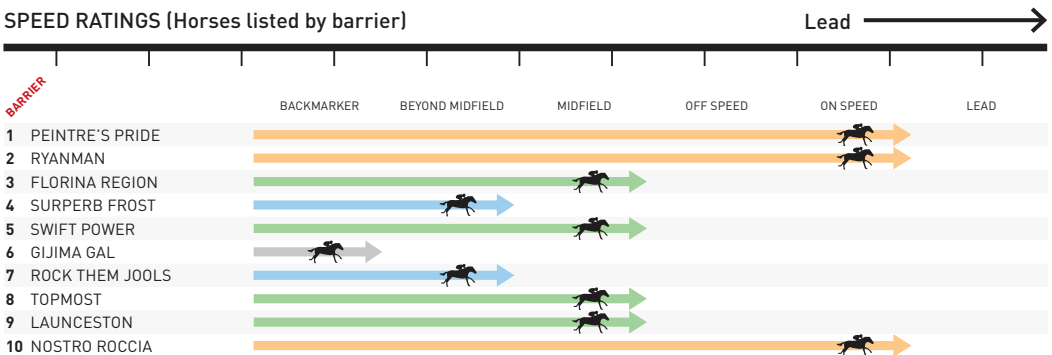 SPEED RATINGS (Horses listed by barrier) Lead
BARRIER
BACKMARKER BEYOND MIDFIELD MIDFIELD OFF SPEED ON SPEED LEAD
1 PEINTRE'S PRIDE
2 RYANMAN
3 FLORINA REGION
4 SURPERB FROST
5 SWIFT POWER
6 GIJIMA GAL
7 ROCK THEM JOOLS
8 TOPMOST
9 LAUNCESTON
10 NOSTRO ROCCIA